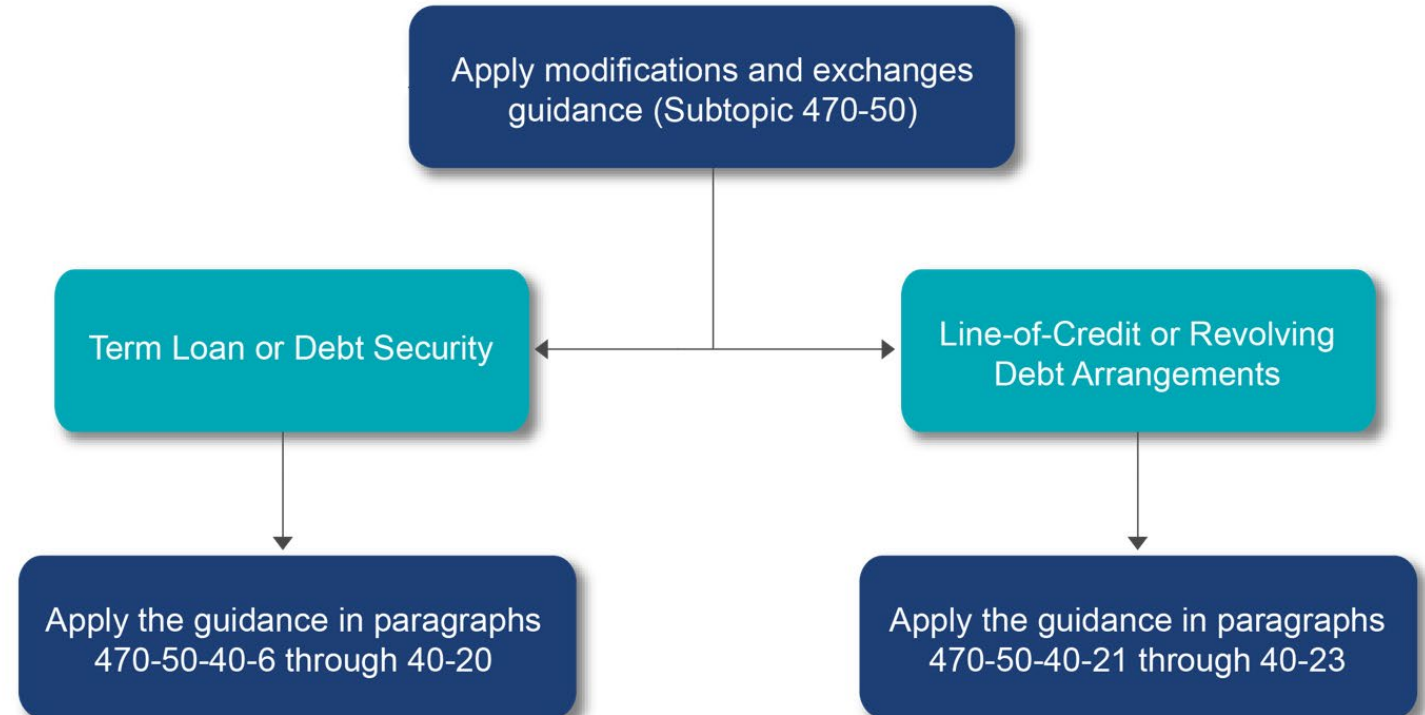 Apply modifications and exchanges
guidance (Subtopic 470-50)
Term Loan or Debt Security
Line-of-Credit or Revolving
Debt Arrangements
Apply the guidance in paragraphs
470-50-40-6 through 40-20
Apply the guidance in paragraphs
470-50-40-21 through 40-23